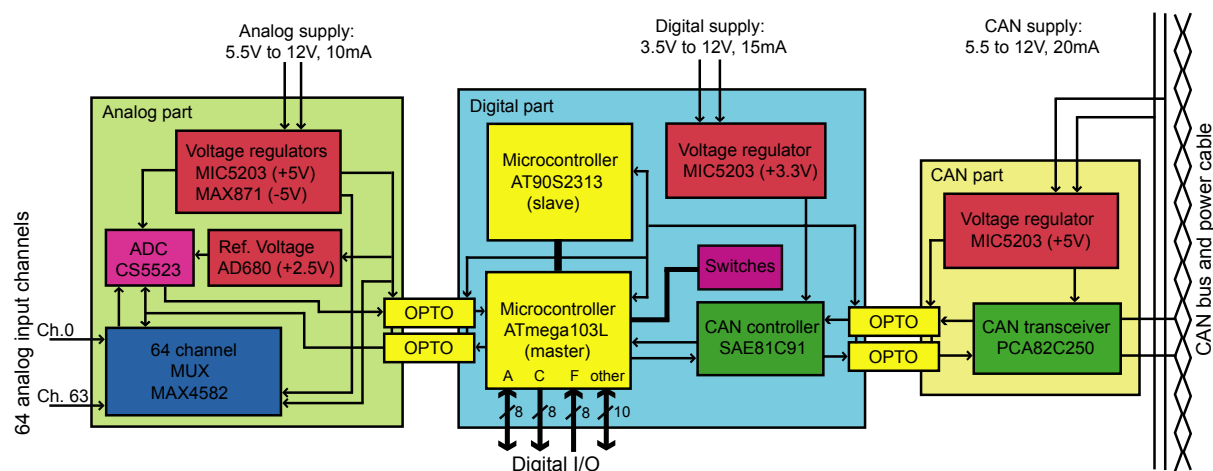 Analog supply:
5.5V to 12V, 10mA
Digital supply:
3.5V to 12V, 15mA
CAN supply:
5.5 to 12V, 20mA
Analog part
Voltage regulators
MIC5203 (+5V)
MAX871 (-5V)
ADC
CS5523
Ref. Voltage
AD680 (+2.5V)
64 channel
MUX
MAX4582
64 analog input channels
Ch.0
Ch. 63
OPTO
OPTO
Digital part
Microcontroller
AT90S2313
(slave)
Voltage regulator
MIC5203 (+3.3V)
Switches
Microcontroller
ATmega103L
(master)
A C F other
8 8 8 10
Digital I/O
CAN controller
SAE81C91
OPTO
OPTO
CAN part
Voltage regulator
MIC5203 (+5V)
CAN transceiver
PCA82C250
CAN bus and power cable